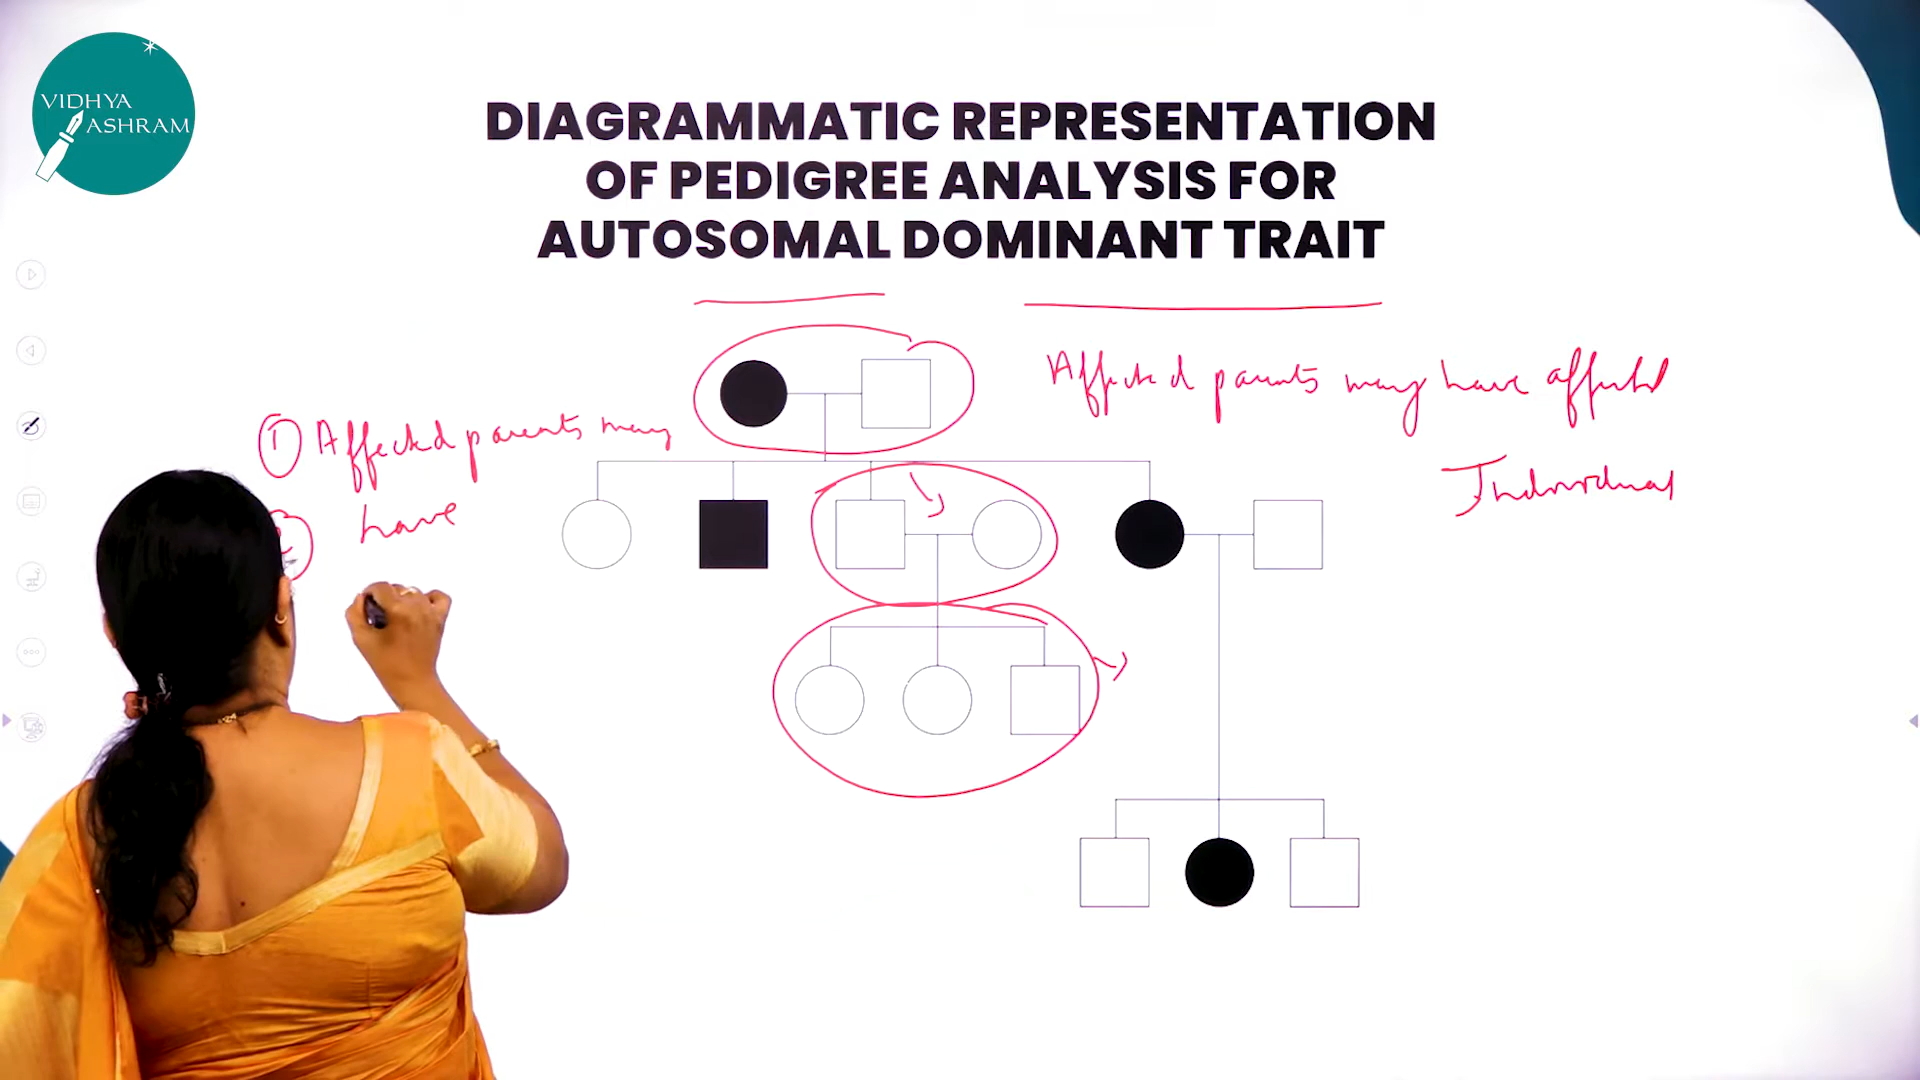 VIDHYA
ASHRAM
DIAGRAMMATIC REPRESENTATION
OF PEDIGREE ANALYSIS FOR
AUTOSOMAL DOMINANT TRAIT
Affected parents may have affected
Individual
① Affected parents may
have